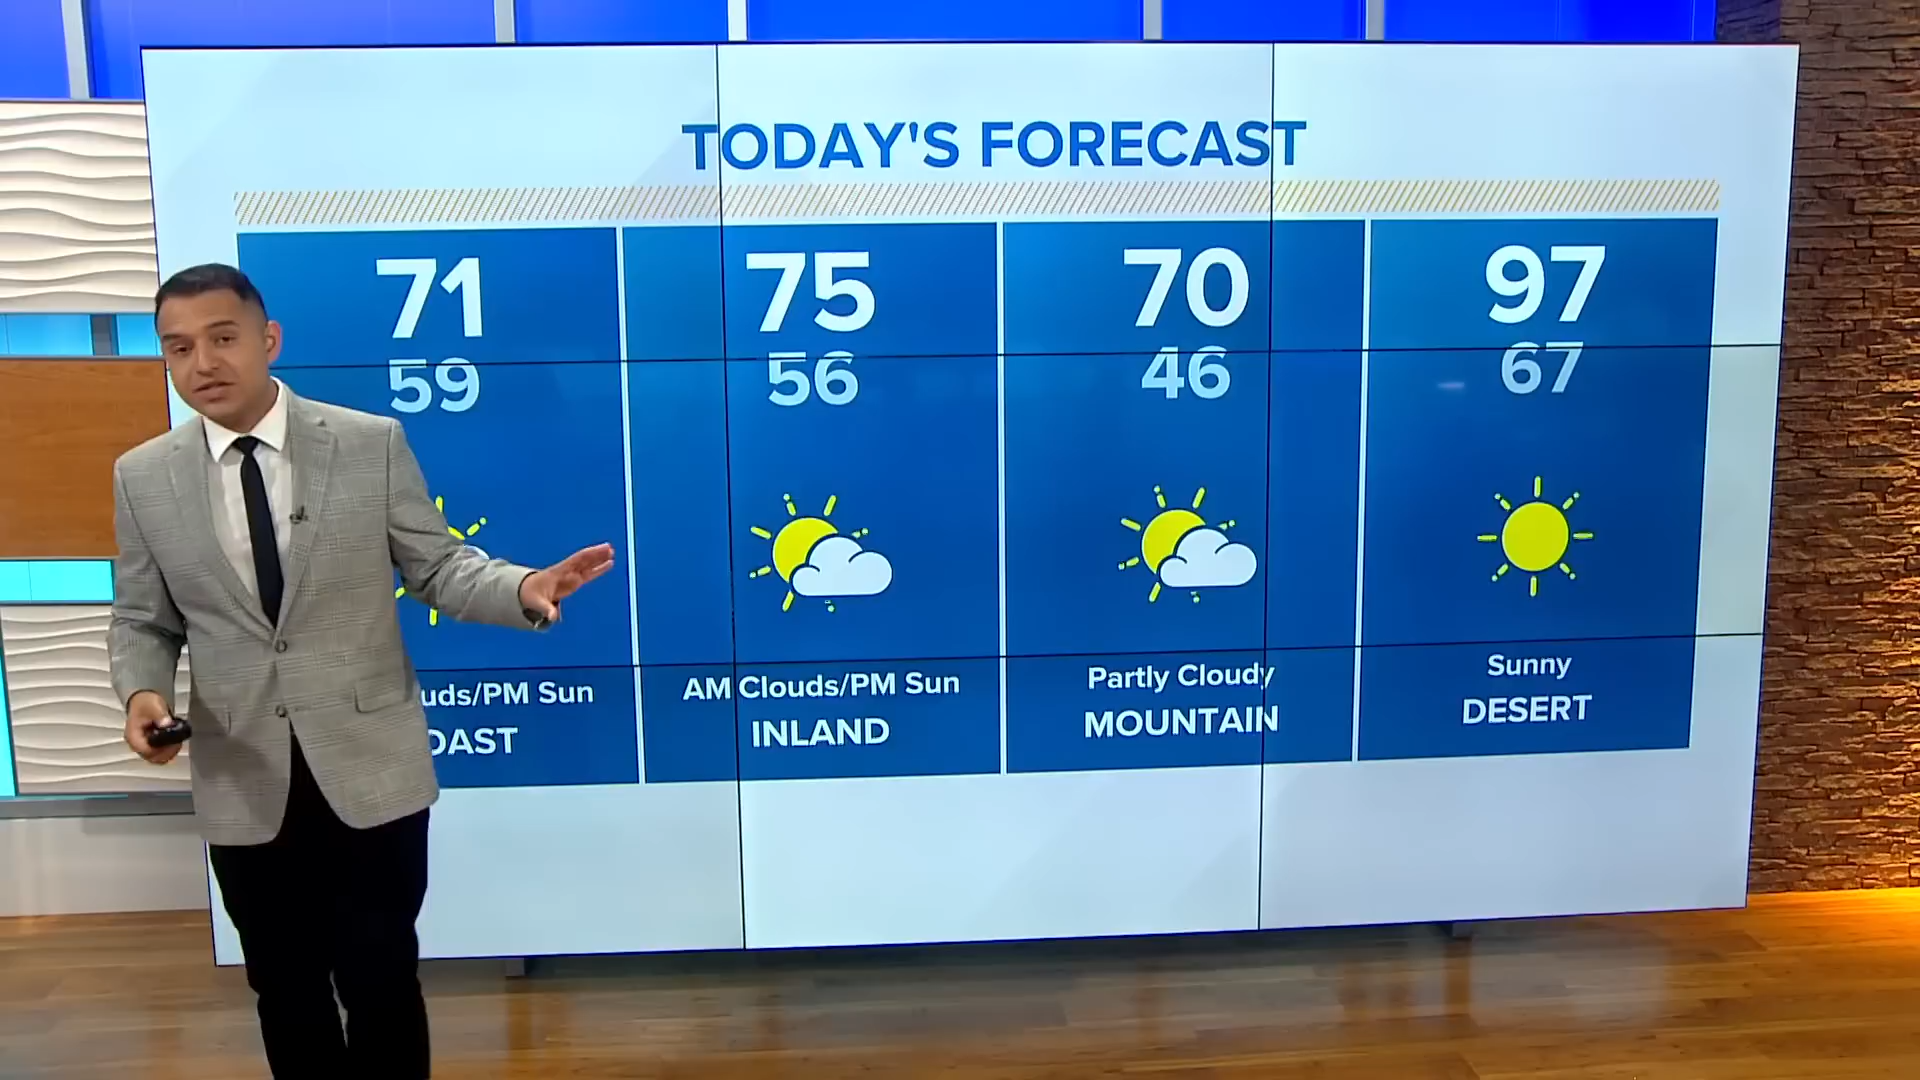 TODAY'S FORECAST
71
59
uds/PM Sun
OAST
75
56
AM Clouds/PM Sun
INLAND
70
46
Partly Cloudy
MOUNTAIN
97
67
Sunny
DESERT